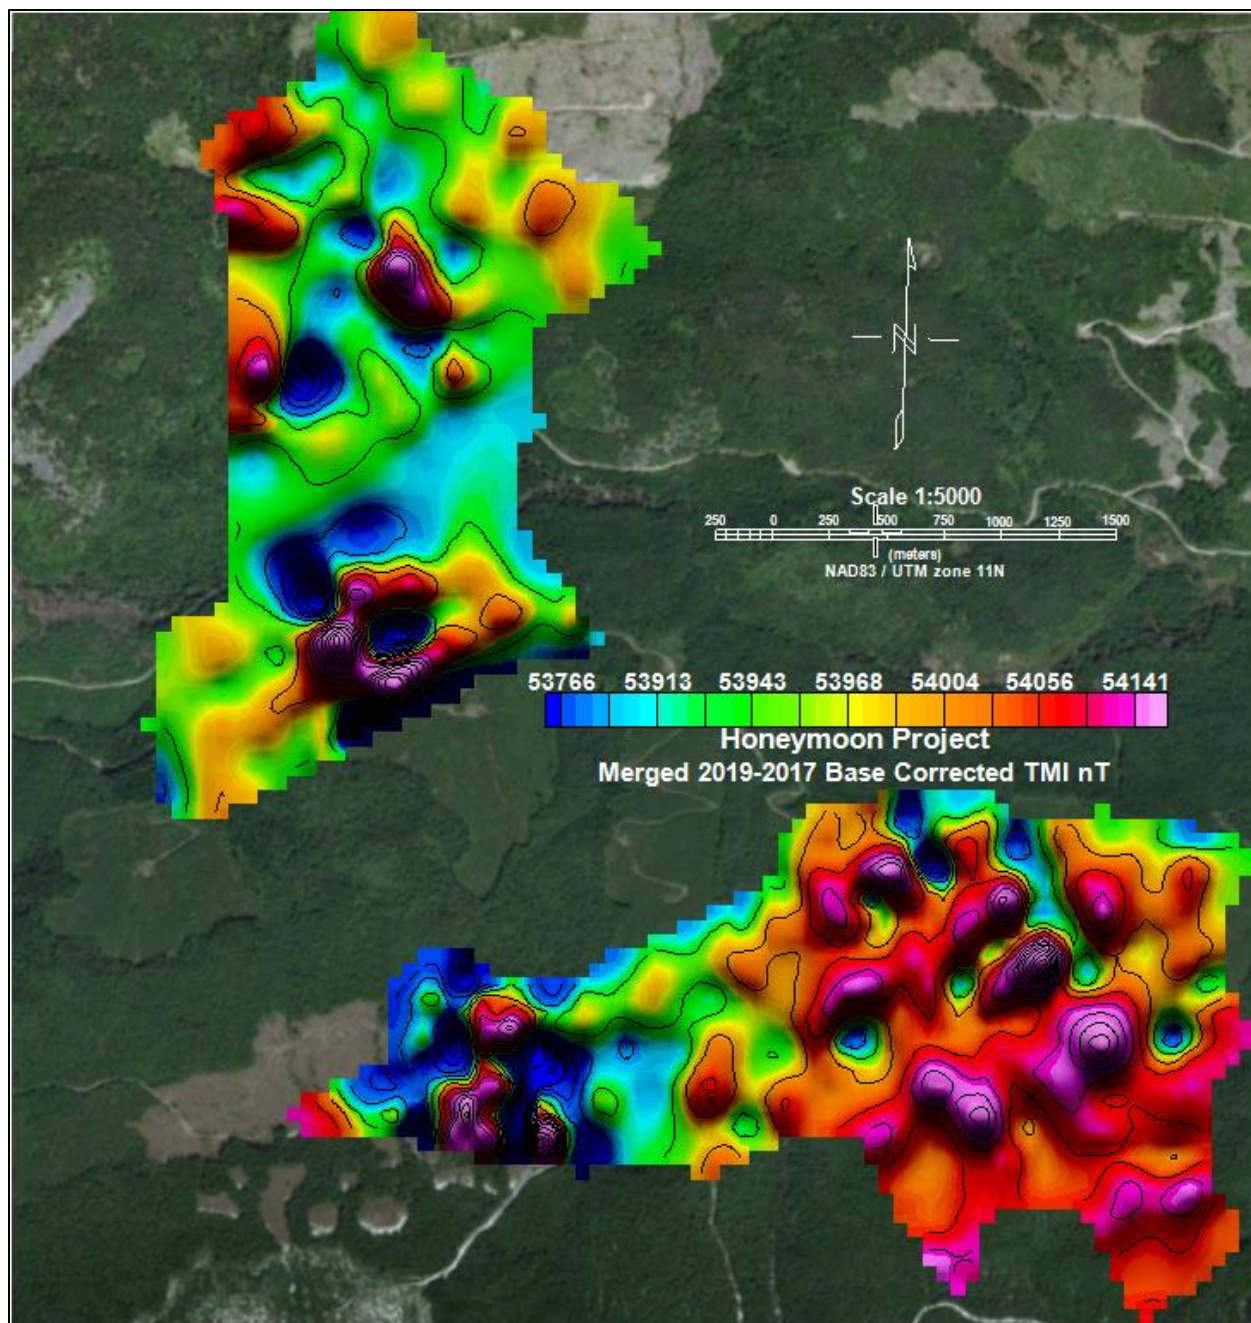 N
Scale 1:5000
250 0 250 500 750 1000 1250 1500
(meters)
NAD83 / UTM zone 11N
53766 53913 53943 53968 54004 54056 54141
Honeymoon Project
Merged 2019-2017 Base Corrected TMI nT